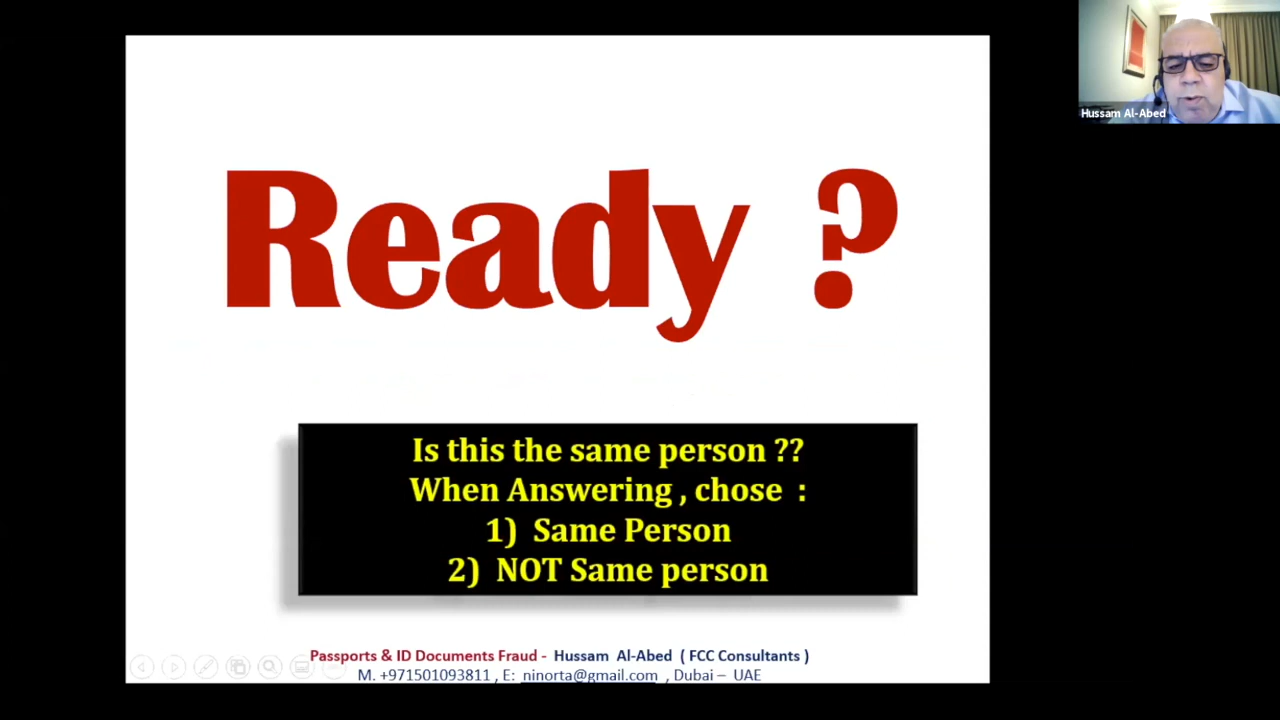 Hussam Al-Abed
Ready ?
Is this the same person ??
When Answering , chose :
1) Same Person
2) NOT Same person
Passports & ID Documents Fraud - Hussam Al-Abed ( FCC Consultants )
M. +971501093811 , E: ninorta@gmail.com , Dubai – UAE